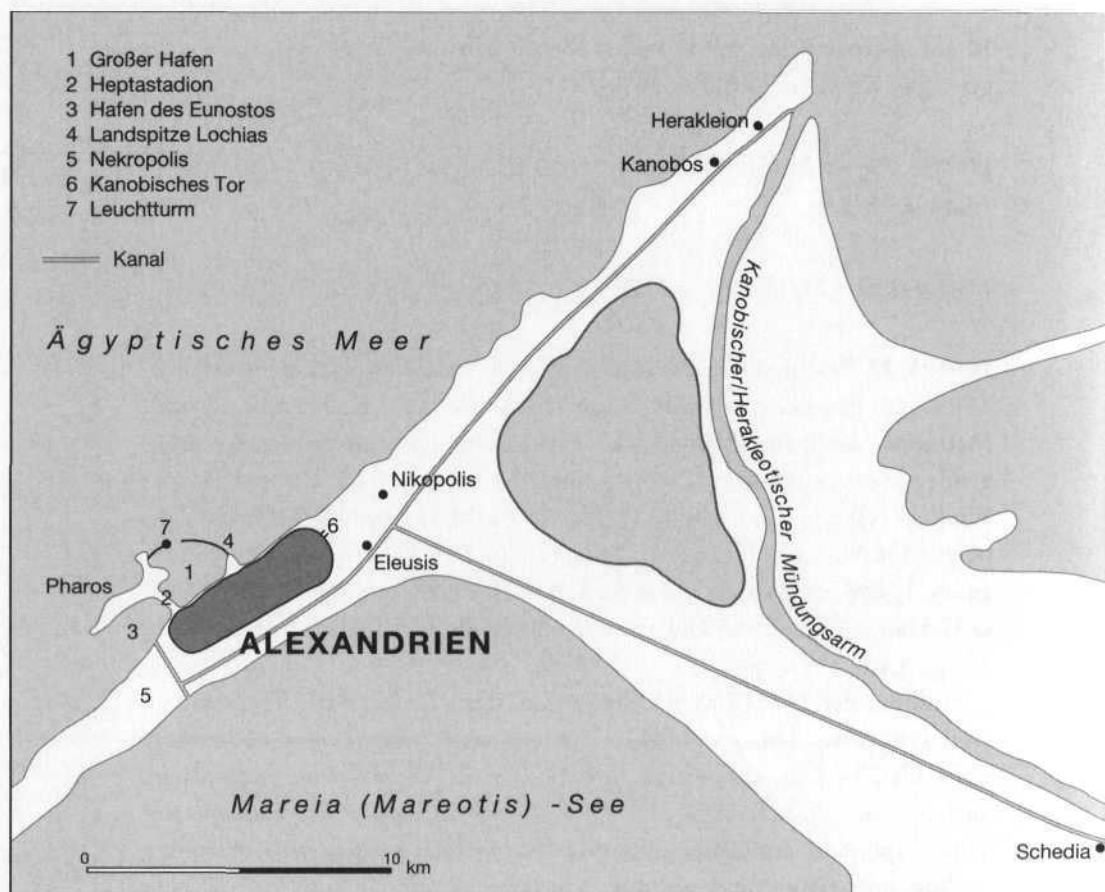 1 Großer Hafen
2 Heptastadion
3 Hafen des Eunostos
4 Landspitze Lochias
5 Nekropolis
6 Kanobisches Tor
7 Leuchtturm
Kanal
Herakleion
Kanobos
Ägyptisches Meer
Kanobischer/Herakleotischer Mündungsarm
Nikopolis
6
7
4
Eleusis
1
Pharos
2
3
ALEXANDRIEN
5
Mareia (Mareotis) -See
Schedia
0 10
km